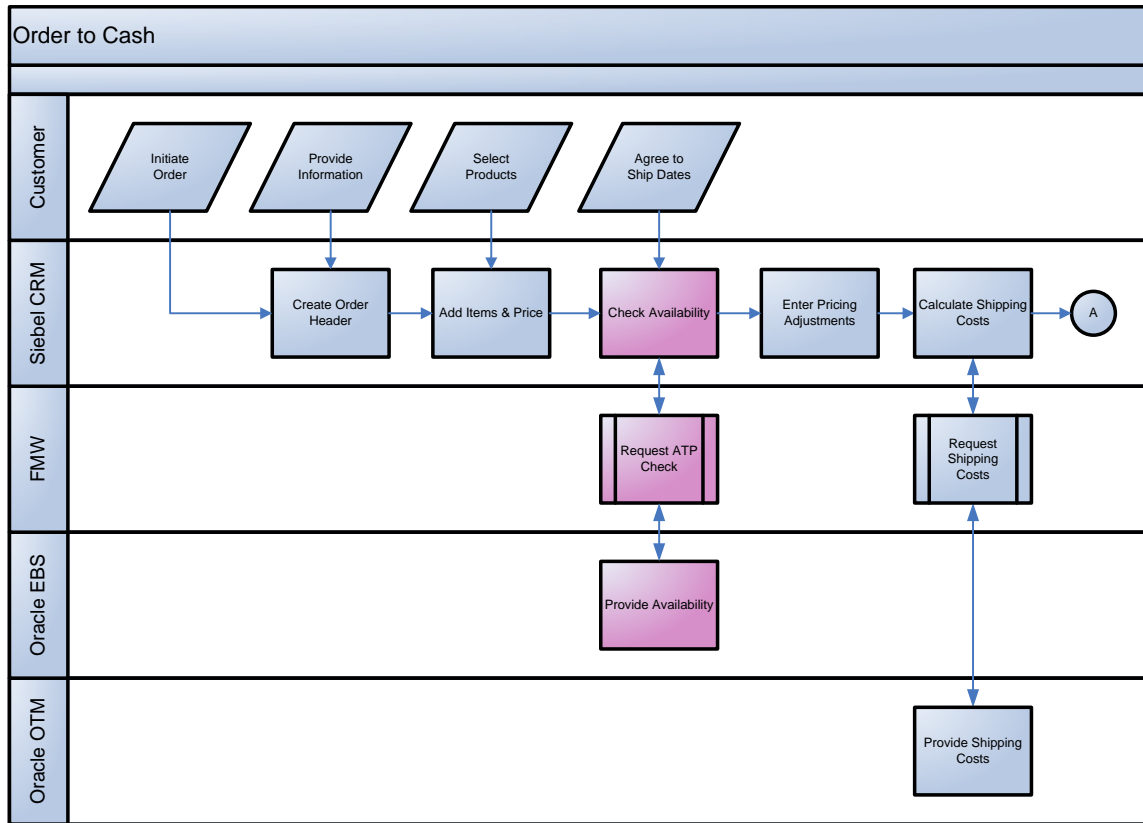 Order to Cash
Customer
Initiate
Order
Provide
Information
Select
Products
Agree to
Ship Dates
Siebel CRM
Create Order
Header
Add Items & Price
Check Availability
Enter Pricing
Adjustments
Calculate Shipping
Costs
A
FMW
Request ATP
Check
Request
Shipping
Costs
Oracle EBS
Provide Availability
Oracle OTM
Provide Shipping
Costs